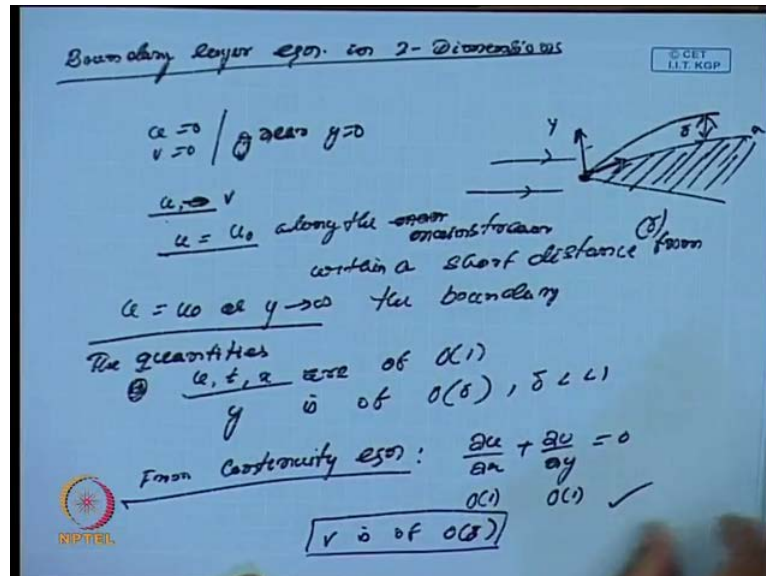 Boundary layer eqn. in 2-Dimensions
© CET
I.I.T. KGP
u = 0
v = 0 near y=0
y
δ
x
u, v
u = u₀ along the mainstream
within a short distance (δ) from
the boundary
u = u₀ as y → ∞
The quantities
u, t, x are of O(1)
y is of O(δ), δ << 1
From Continuity eqn: ∂u/∂x + ∂v/∂y = 0
O(1) O(1) ✓
v is of O(δ)
NPTEL